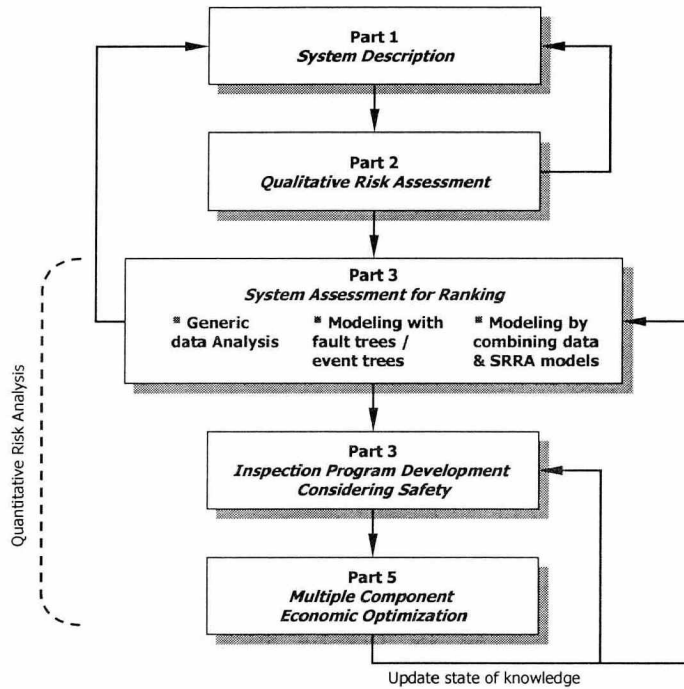 Part 1
System Description
Part 2
Qualitative Risk Assessment
Part 3
System Assessment for Ranking
Generic
data Analysis
Modeling with
fault trees /
event trees
Modeling by
combining data
& SRRA models
Part 3
Inspection Program Development
Considering Safety
Part 5
Multiple Component
Economic Optimization
Update state of knowledge
Quantitative Risk Analysis